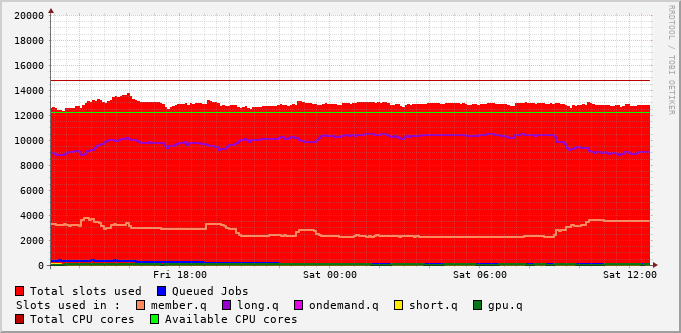 20000
18000
16000
14000
12000
10000
8000
6000
4000
2000
0
Fri 18:00 Sat 00:00 Sat 06:00 Sat 12:00
RRDTOOL / TOBI OETIKER
Total slots used Queued Jobs
Slots used in : member.q long.q ondemand.q short.q gpu.q
Total CPU cores Available CPU cores